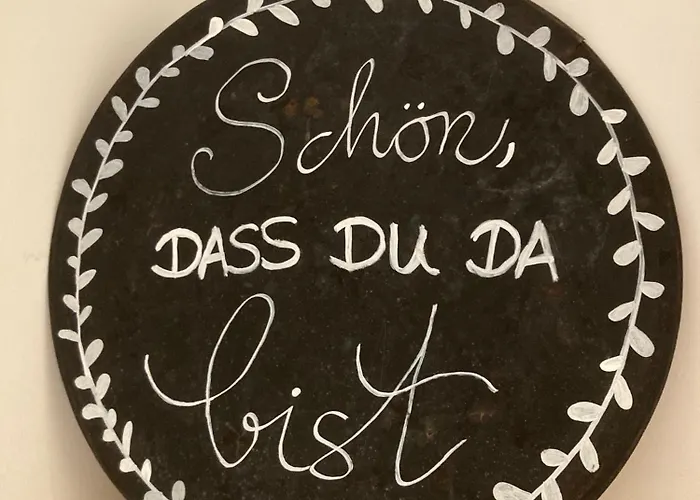 Schön,
DASS DU DA
bist